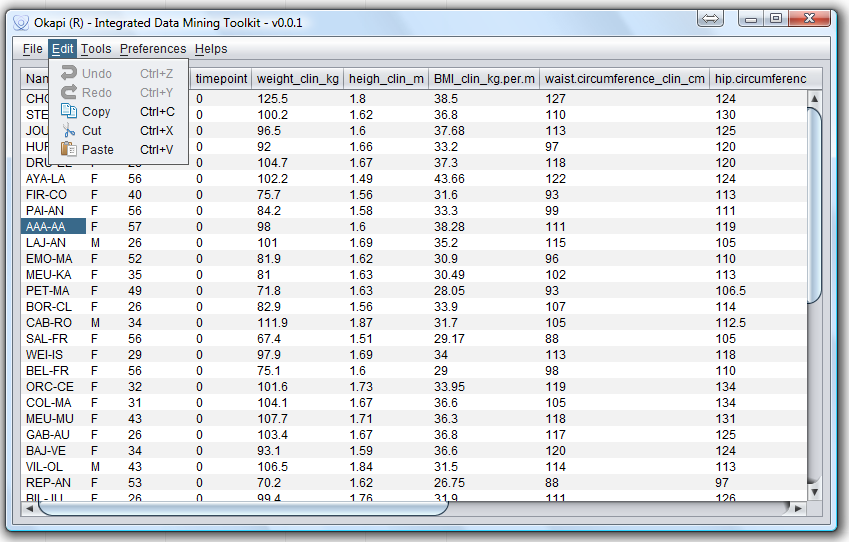 Okapi (R) - Integrated Data Mining Toolkit - v0.0.1
File Edit Tools Preferences Helps
Undo Ctrl+Z
Redo Ctrl+Y
Copy Ctrl+C
Cut Ctrl+X
Paste Ctrl+V
timepoint weight_clin_kg heigh_clin_m BMI_clin_kg.per.m waist.circumference_clin_cm hip.circumferenc
0 125.5 1.8 38.5 127 124
0 100.2 1.62 36.8 110 130
0 96.5 1.6 37.68 113 125
0 92 1.66 33.2 97 120
0 104.7 1.67 37.3 118 120
AYA-LA F 56 0 102.2 1.49 43.66 122 124
FIR-CO F 40 0 75.7 1.56 31.6 93 113
PAI-AN F 56 0 84.2 1.58 33.3 99 111
AAA-AA F 57 0 98 1.6 38.28 111 119
LAJ-AN M 26 0 101 1.69 35.2 115 105
EMO-MA F 52 0 81.9 1.62 30.9 96 110
MEU-KA F 35 0 81 1.63 30.49 102 113
PET-MA F 49 0 71.8 1.63 28.05 93 106.5
BOR-CL F 26 0 82.9 1.56 33.9 107 114
CAB-RO M 34 0 111.9 1.87 31.7 105 112.5
SAL-FR F 56 0 67.4 1.51 29.17 88 105
WEI-IS F 29 0 97.9 1.69 34 113 118
BEL-FR F 56 0 75.1 1.6 29 98 110
ORC-CE F 32 0 101.6 1.73 33.95 119 134
COL-MA F 31 0 104.1 1.67 36.6 105 134
MEU-MU F 43 0 107.7 1.71 36.3 118 131
GAB-AU F 26 0 103.4 1.67 36.8 117 125
BAJ-VE F 34 0 93.1 1.59 36.6 120 124
VIL-OL M 43 0 106.5 1.84 31.5 114 113
REP-AN F 53 0 70.2 1.62 26.75 88 97
BIL-JU F 26 0 99.4 1.76 31.9 111 126